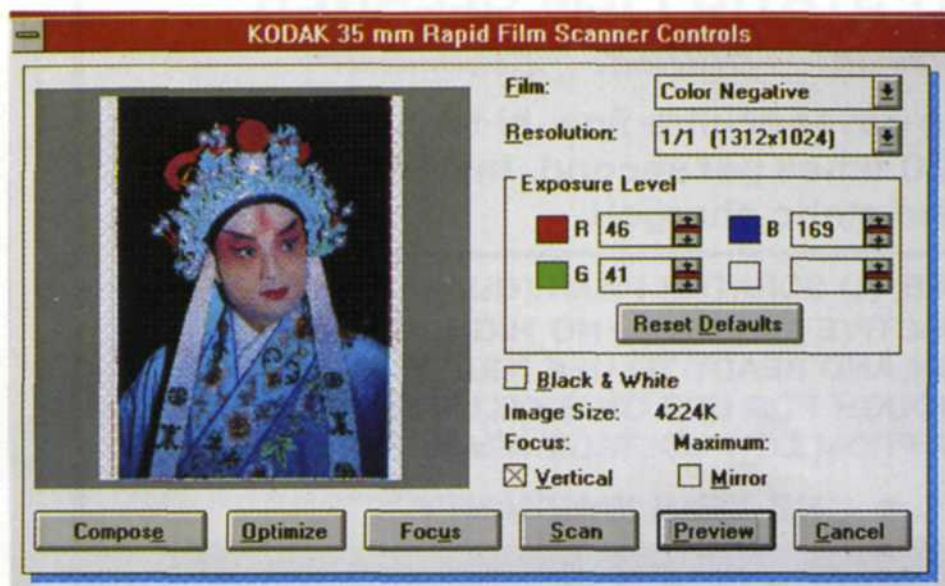 KODAK 35 mm Rapid Film Scanner Controls
Film: Color Negative
Resolution: 1/1 (1312x1024)
Exposure Level
R 46 B 169
G 41
Reset Defaults
Black & White
Image Size: 4224K
Focus: Maximum:
Vertical Mirror
Compose Optimize Focus Scan Preview Cancel